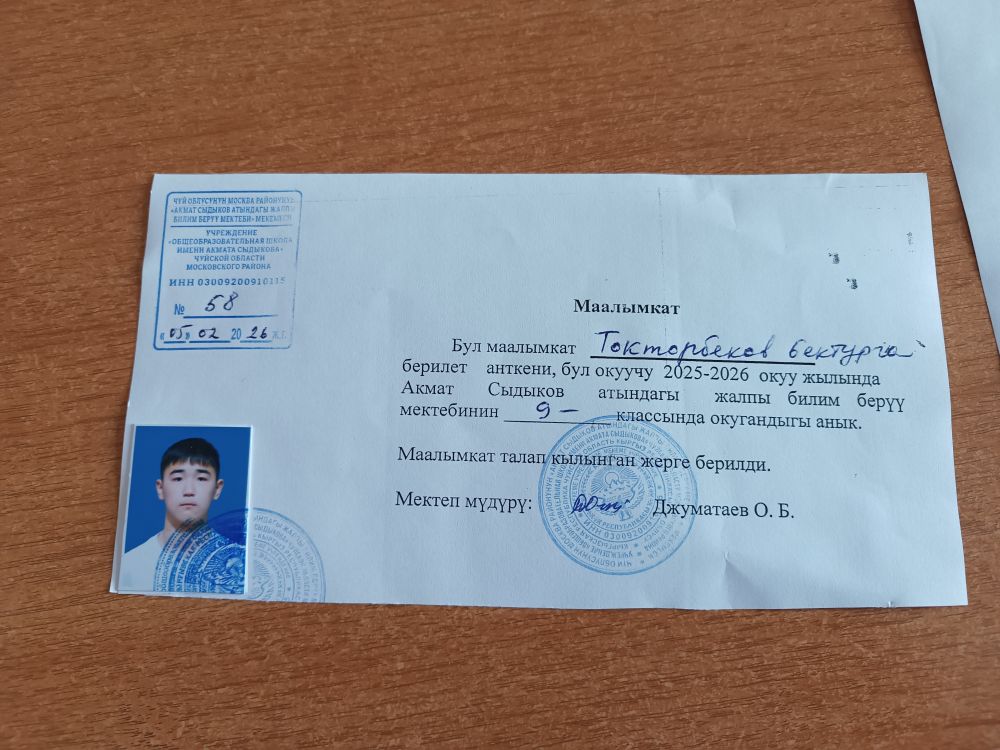 ЧҮЙ ОБЛУСУНУН МОСКВА РАЙОНУНУН
«АКМАТ СЫДЫКОВ АТЫНДАГЫ ЖАЛПЫ
БИЛИМ БЕРҮҮ МЕКТЕБИ» МЕКЕМЕСИ
УЧРЕЖДЕНИЕ
«ОБЩЕОБРАЗОВАТЕЛЬНАЯ ШКОЛА
ИМЕНИ АКМАТА СЫДЫКОВА»
ЧУЙСКОЙ ОБЛАСТИ
МОСКОВСКОГО РАЙОНА
ИНН 03009200910115
№ 58
«05» 02 2026 ж.г.
Маалымкат
Бул маалымкат Токторбеков Бектурга
берилет анткени, бул окуучу 2025-2026 окуу жылында
Акмат Сыдыков атындагы жалпы билим берүү
мектебинин 9 – классында окугандыгы анык.
Маалымкат талап кылынган жерге берилди.
Мектеп мүдүрү: Джуматаев О. Б.